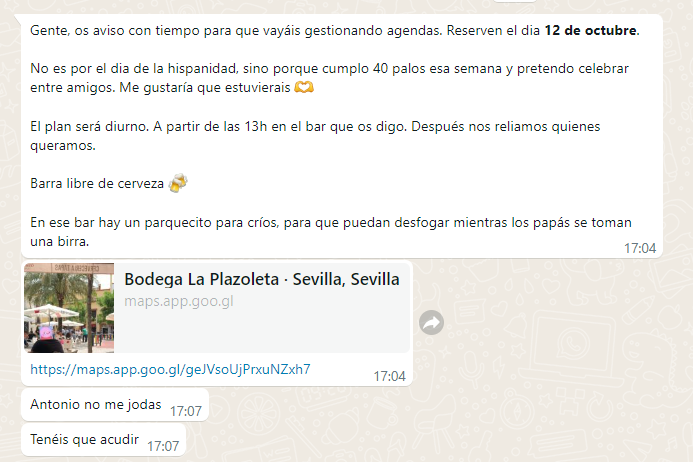 Gente, os aviso con tiempo para que vayáis gestionando agendas. Reserven el dia 12 de octubre.
No es por el dia de la hispanidad, sino porque cumplo 40 palos esa semana y pretendo celebrar
entre amigos. Me gustaría que estuvierais 🫶
El plan será diurno. A partir de las 13h en el bar que os digo. Después nos reliamos quienes
queramos.
Barra libre de cerveza 🍻
En ese bar hay un parquecito para críos, para que puedan desfogar mientras los papás se toman
una birra.
17:04
Bodega La Plazoleta · Sevilla, Sevilla
maps.app.goo.gl
https://maps.app.goo.gl/geJVsoUjPrxuNZxh7
17:04
Antonio no me jodas 17:07
Tenéis que acudir 17:07